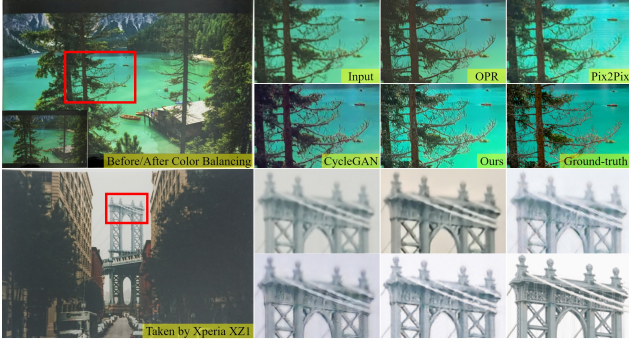 Input
OPR
Pix2Pix
Before/After Color Balancing
CycleGAN
Ours
Ground-truth
Taken by Xperia XZ1